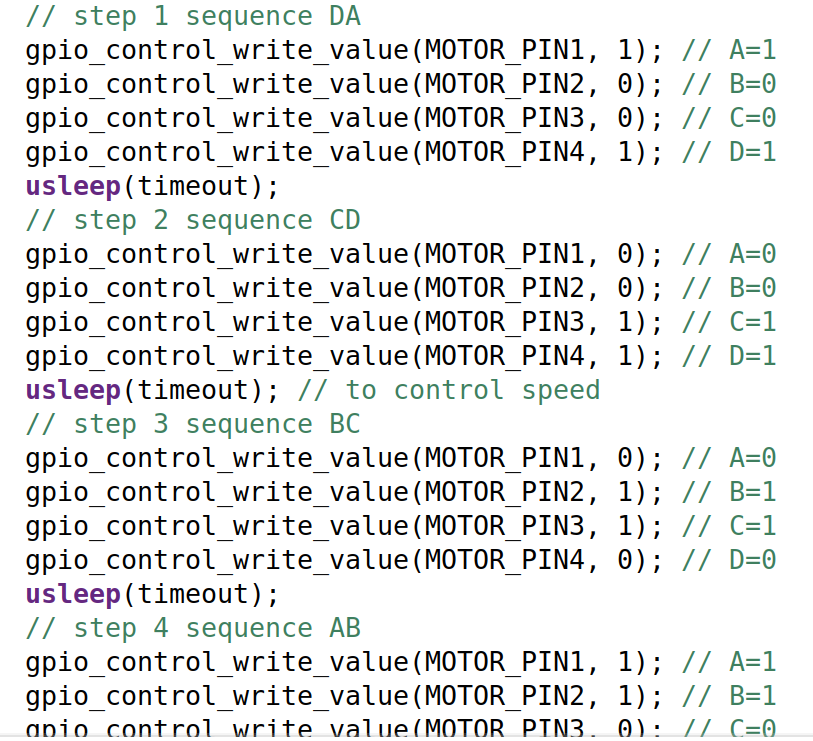 // step 1 sequence DA
gpio_control_write_value(MOTOR_PIN1, 1); // A=1
gpio_control_write_value(MOTOR_PIN2, 0); // B=0
gpio_control_write_value(MOTOR_PIN3, 0); // C=0
gpio_control_write_value(MOTOR_PIN4, 1); // D=1
usleep(timeout);
// step 2 sequence CD
gpio_control_write_value(MOTOR_PIN1, 0); // A=0
gpio_control_write_value(MOTOR_PIN2, 0); // B=0
gpio_control_write_value(MOTOR_PIN3, 1); // C=1
gpio_control_write_value(MOTOR_PIN4, 1); // D=1
usleep(timeout); // to control speed
// step 3 sequence BC
gpio_control_write_value(MOTOR_PIN1, 0); // A=0
gpio_control_write_value(MOTOR_PIN2, 1); // B=1
gpio_control_write_value(MOTOR_PIN3, 1); // C=1
gpio_control_write_value(MOTOR_PIN4, 0); // D=0
usleep(timeout);
// step 4 sequence AB
gpio_control_write_value(MOTOR_PIN1, 1); // A=1
gpio_control_write_value(MOTOR_PIN2, 1); // B=1
gpio_control_write_value(MOTOR_PIN3, 0); // C=0